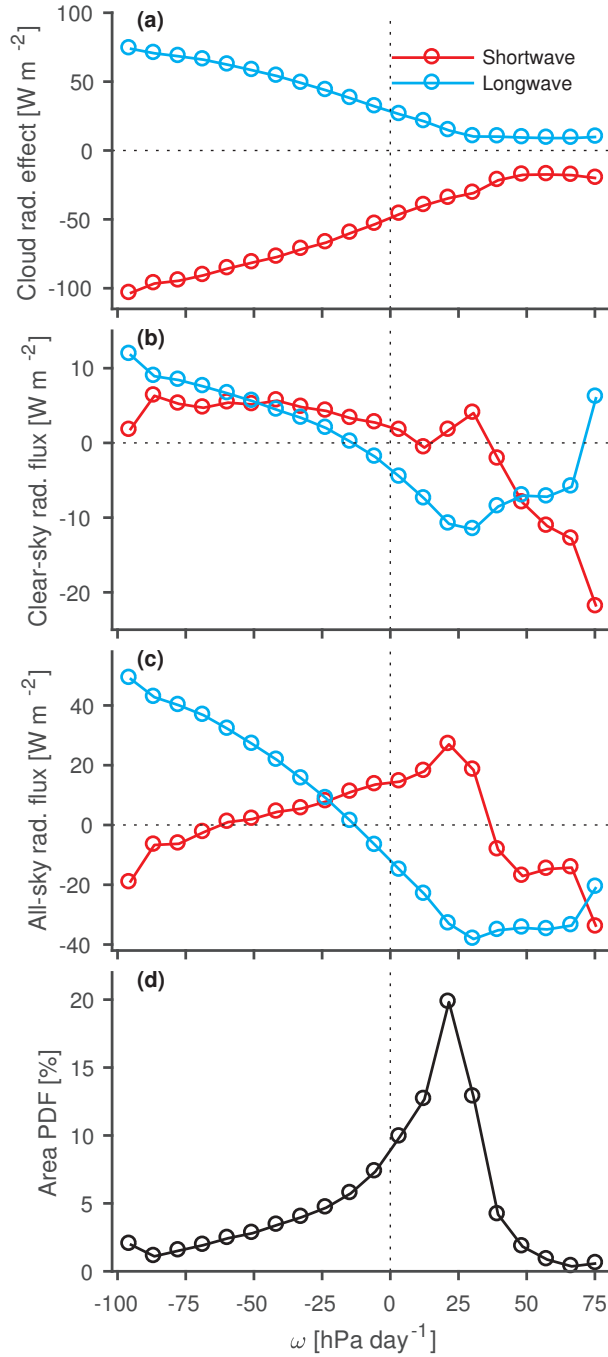 (a)
Shortwave
Longwave
100
50
0
-50
-100
Cloud rad. effect [W m⁻²]
(b)
10
0
-10
-20
Clear-sky rad. flux [W m⁻²]
(c)
40
20
0
-20
-40
All-sky rad. flux [W m⁻²]
(d)
20
15
10
5
0
Area PDF [%]
-100 -75 -50 -25 0 25 50 75
ω [hPa day⁻¹]